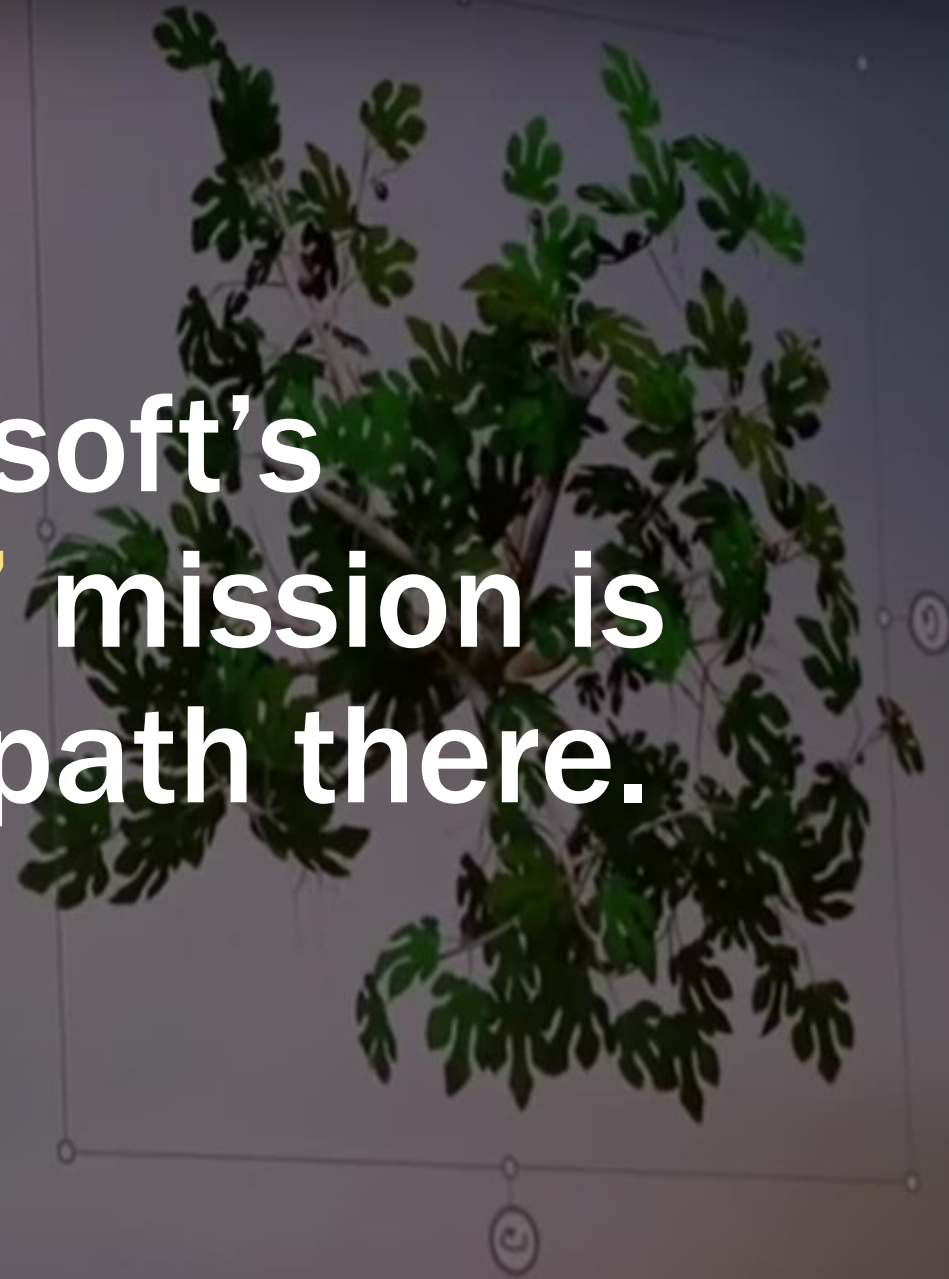 soft’s
mission is
path there.